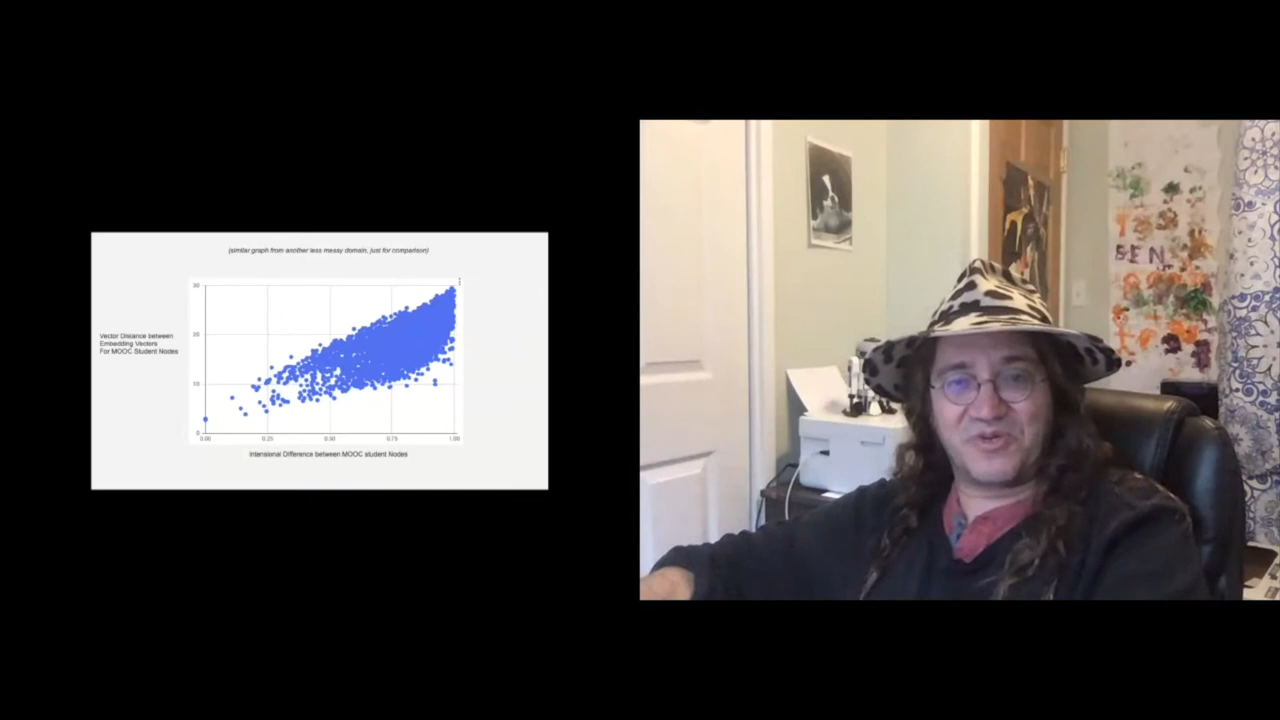 (similar graph from another less messy domain, just for comparison)
30
Vector Distance between
Embedding Vectors
For MOOC Student Nodes
20
10
0
0.00 0.25 0.50 0.75 1.00
Intensional Difference between MOOC student Nodes
BEN